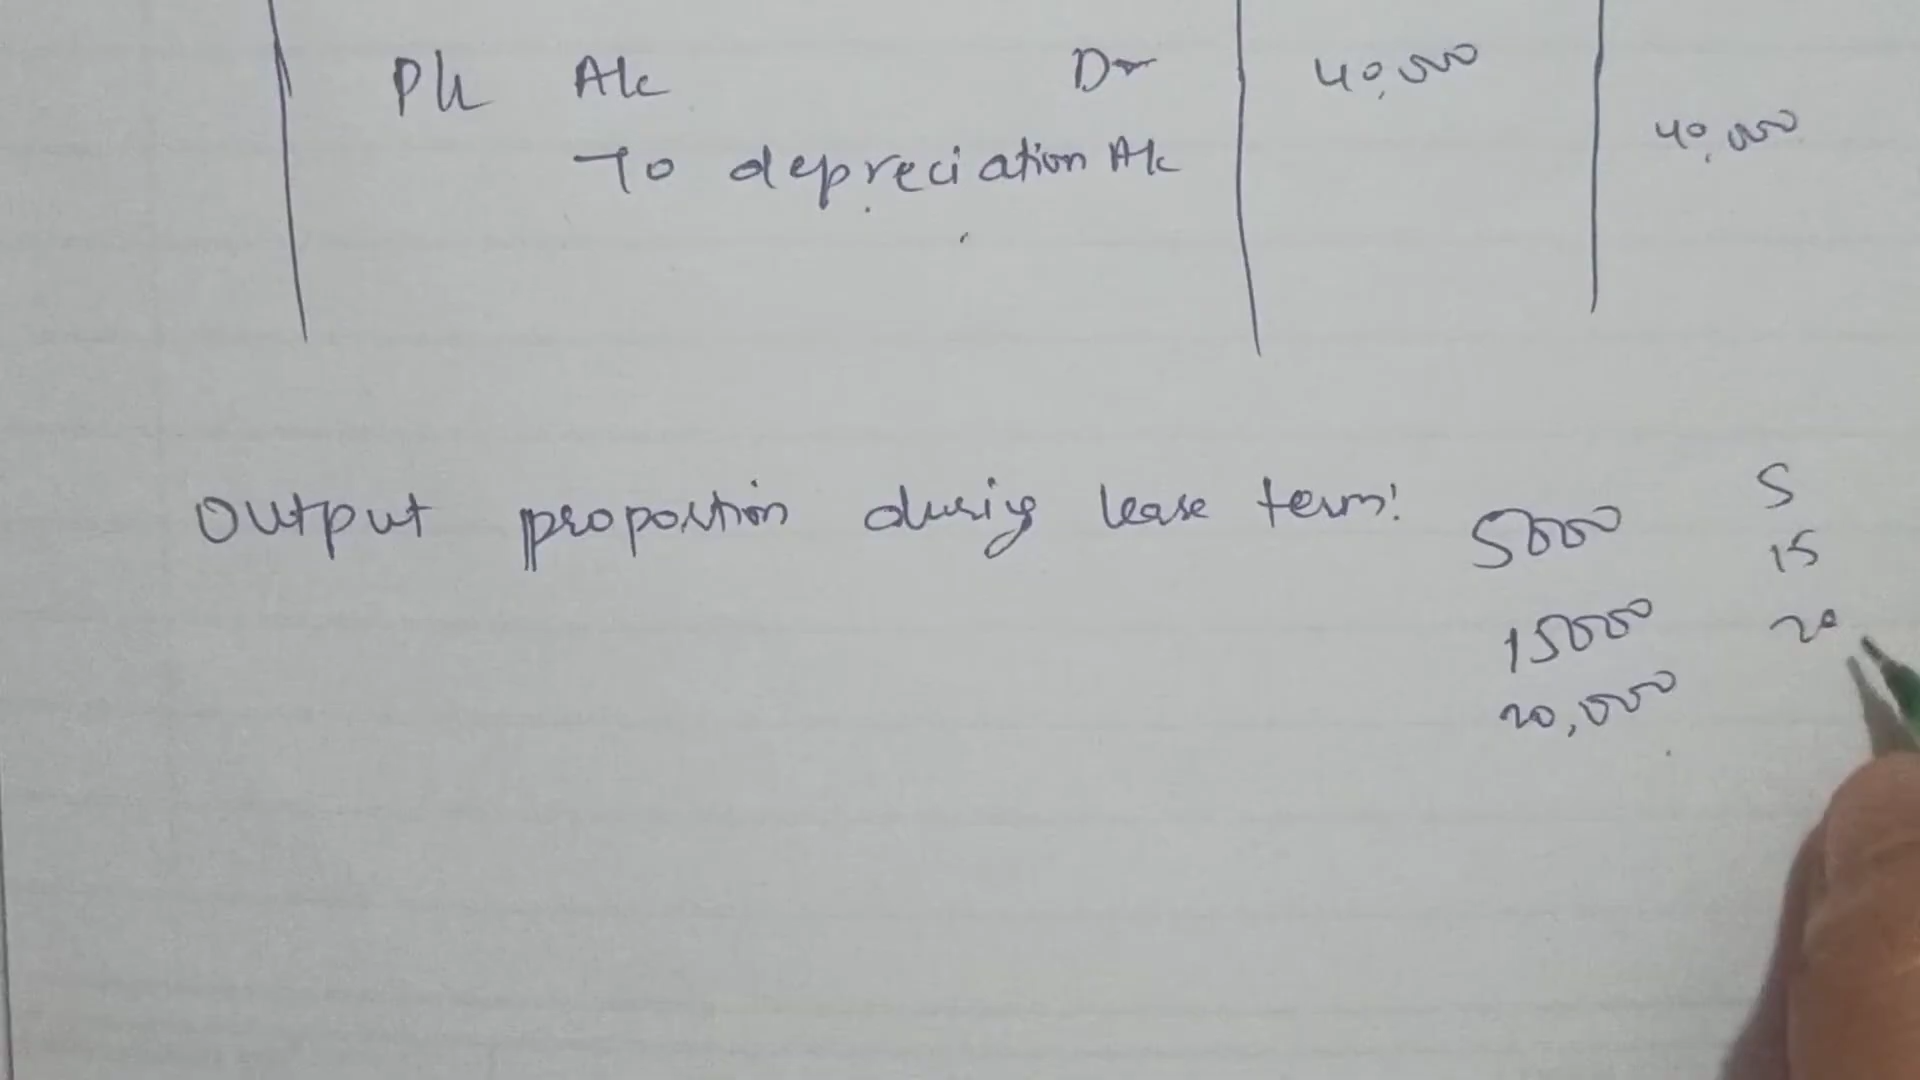 P/L A/c Dr 40,000
To depreciation A/c 40,000
Output proportion during lease term: 5000 5
15000 15
20,000 20